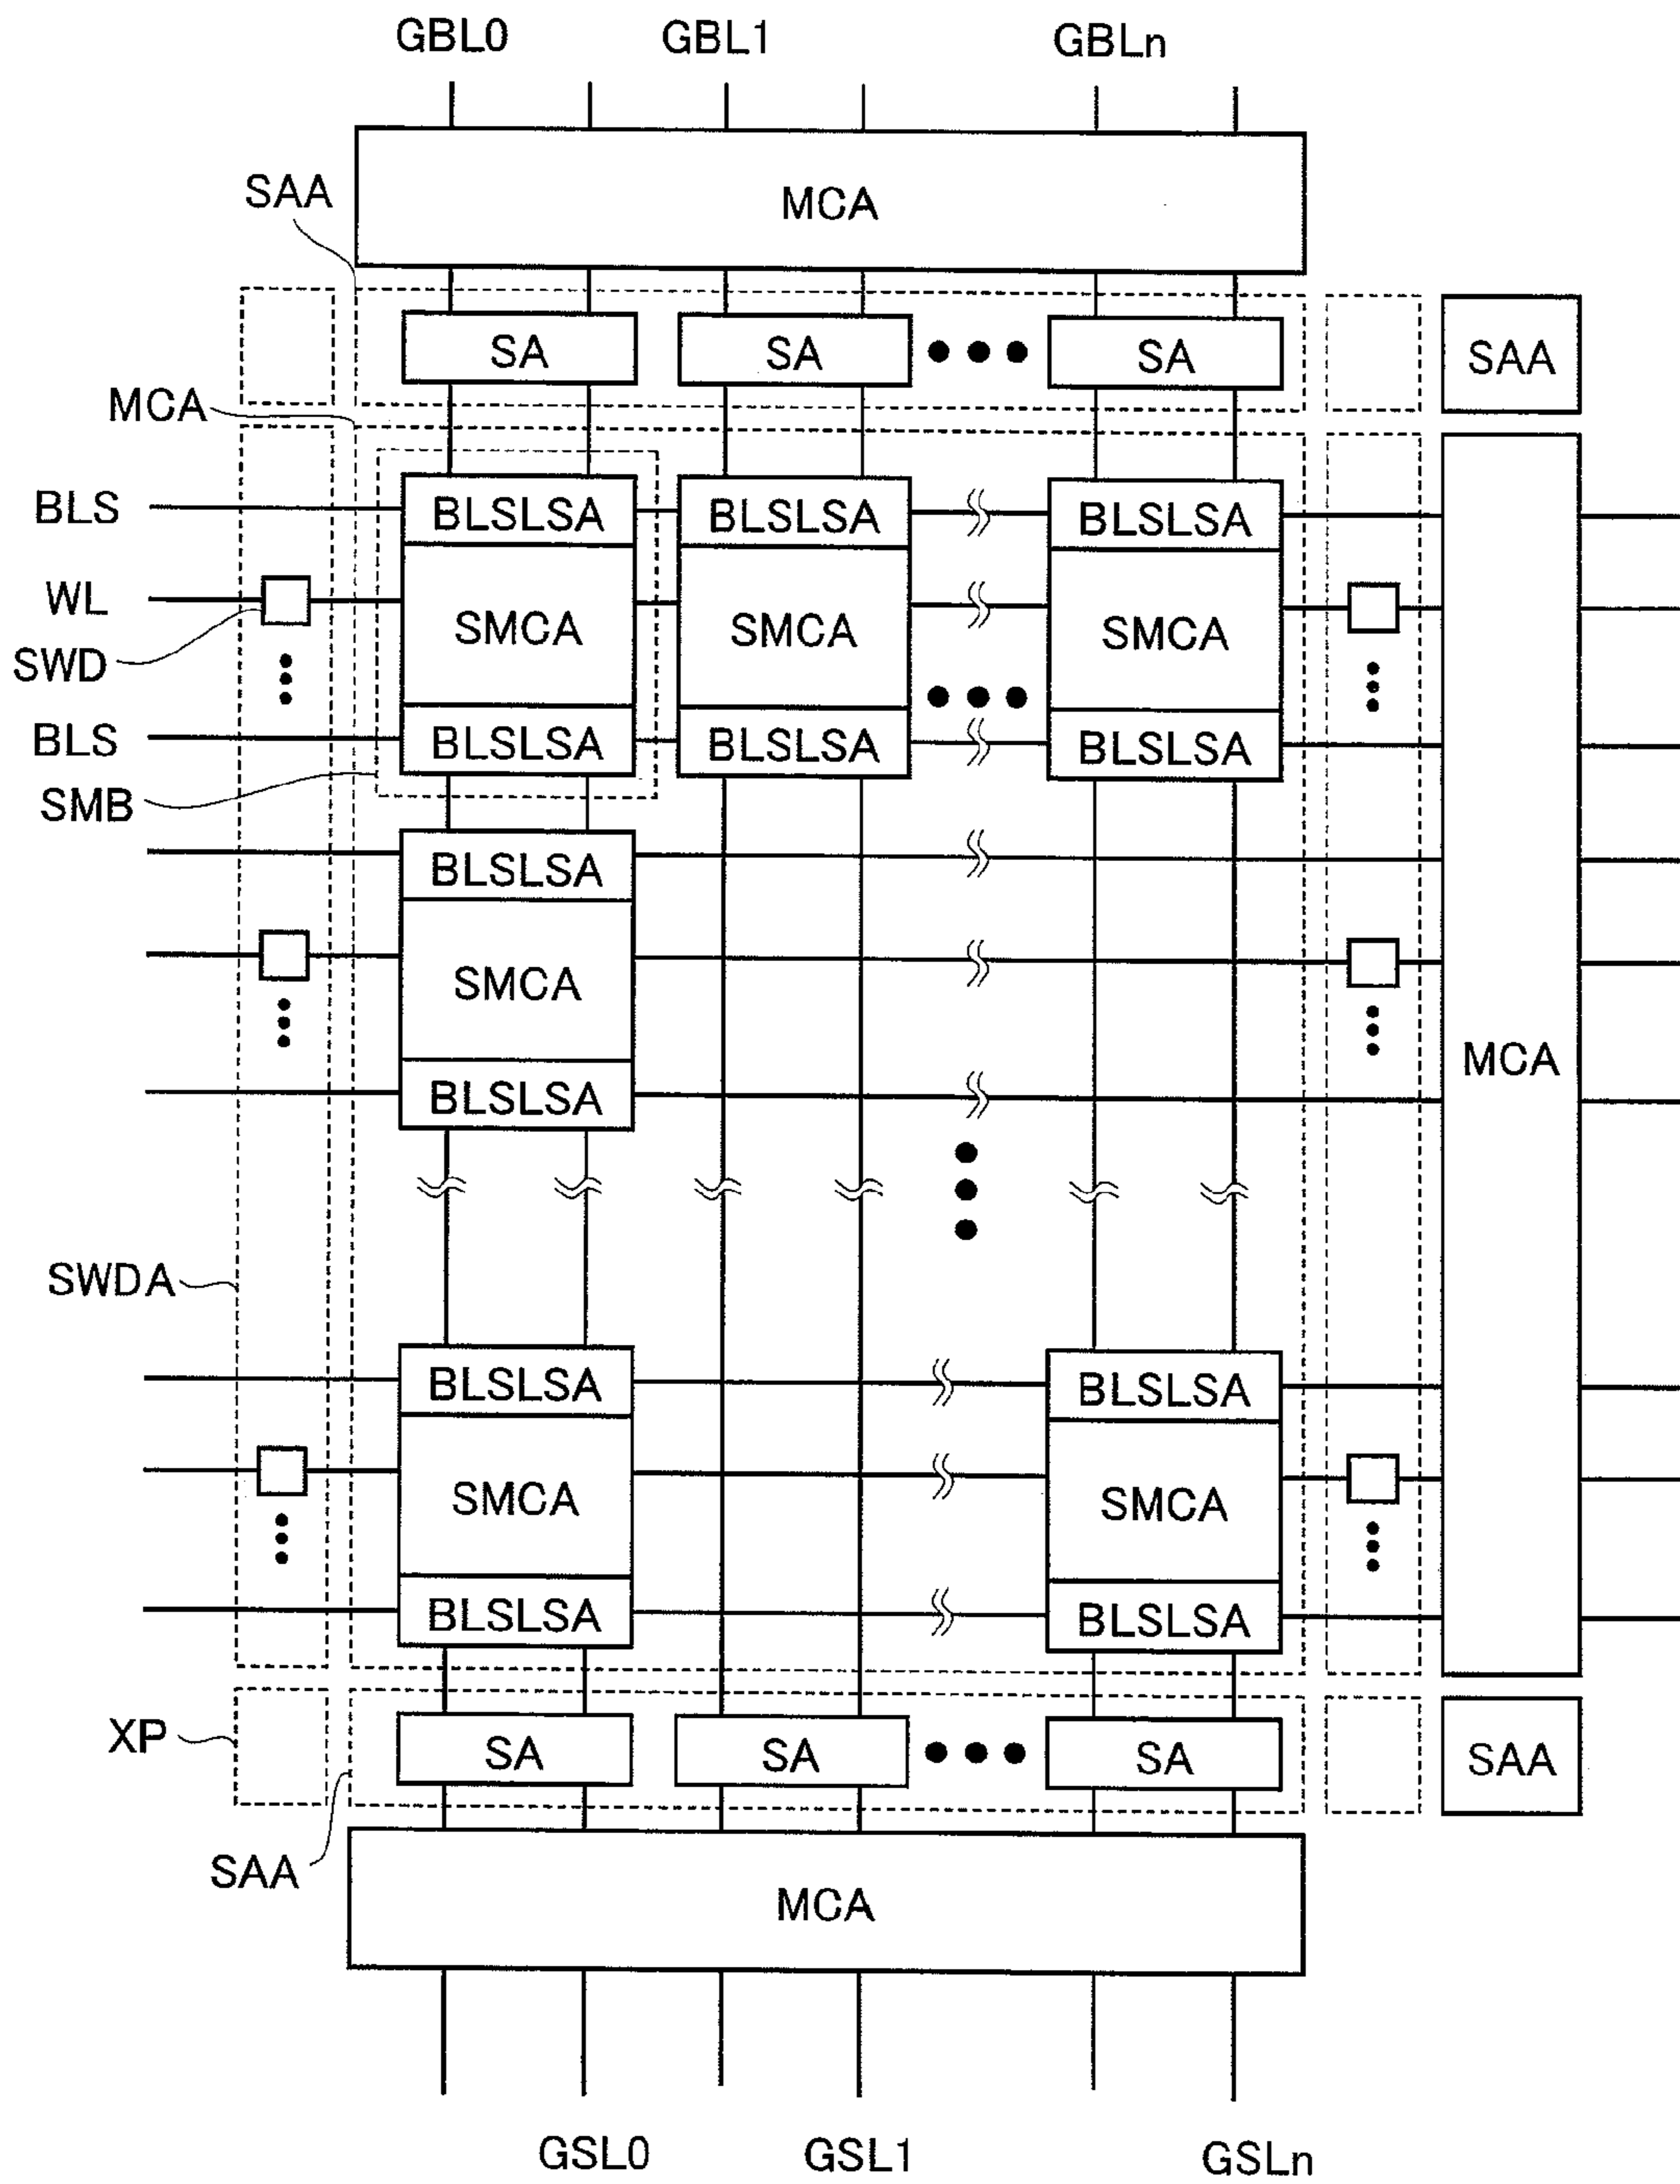 GBL0 GBL1 GBLn
MCA
SAA
SA SA SA SAA
MCA
BLS BLSLSA BLSLSA BLSLSA
WL
SMCA SMCA SMCA
SWD
BLS BLSLSA BLSLSA BLSLSA
SMB
BLSLSA
SMCA
MCA
BLSLSA
SWDA
BLSLSA BLSLSA
SMCA SMCA
BLSLSA BLSLSA
XP
SA SA SA SAA
SAA
MCA
GSL0 GSL1 GSLn